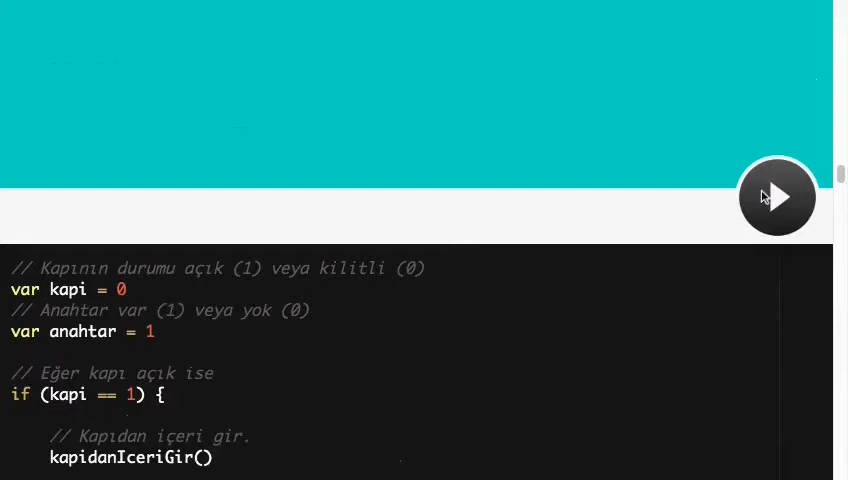 // Kapının durumu açık (1) veya kilitli (0)
var kapi = 0
// Anahtar var (1) veya yok (0)
var anahtar = 1
// Eğer kapı açık ise
if (kapi == 1) {
// Kapıdan içeri gir.
kapidanIceriGir()